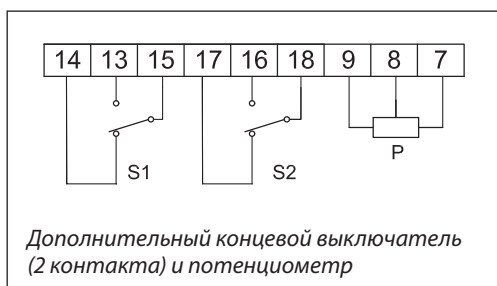 14 13 15 17 16 18 9 8 7
S1 S2 P
Дополнительный концевой выключатель
(2 контакта) и потенциометр